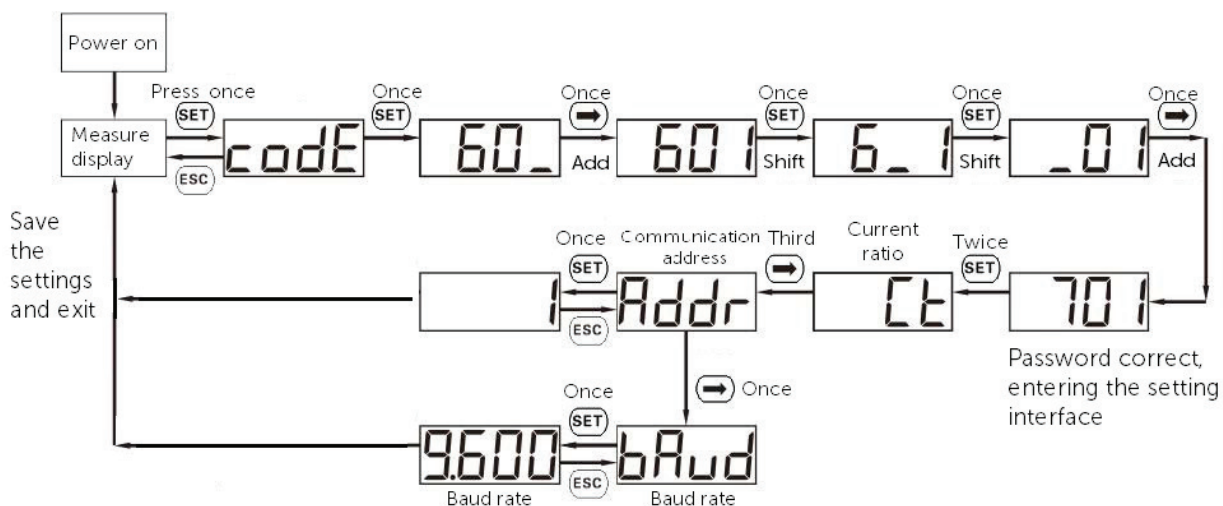 Power on
Press once
SET
Once
SET
Once
Once
SET
Once
SET
Once
Measure
display
codE
60_
Add
601
Shift
6_1
Shift
_01
Add
ESC
Save
the
settings
and exit
Once
SET
Communication
address
Third
Current
ratio
Twice
SET
1
Addr
Ct
701
ESC
Password correct,
entering the setting
interface
Once
Once
SET
9.600
bAud
ESC
Baud rate
Baud rate